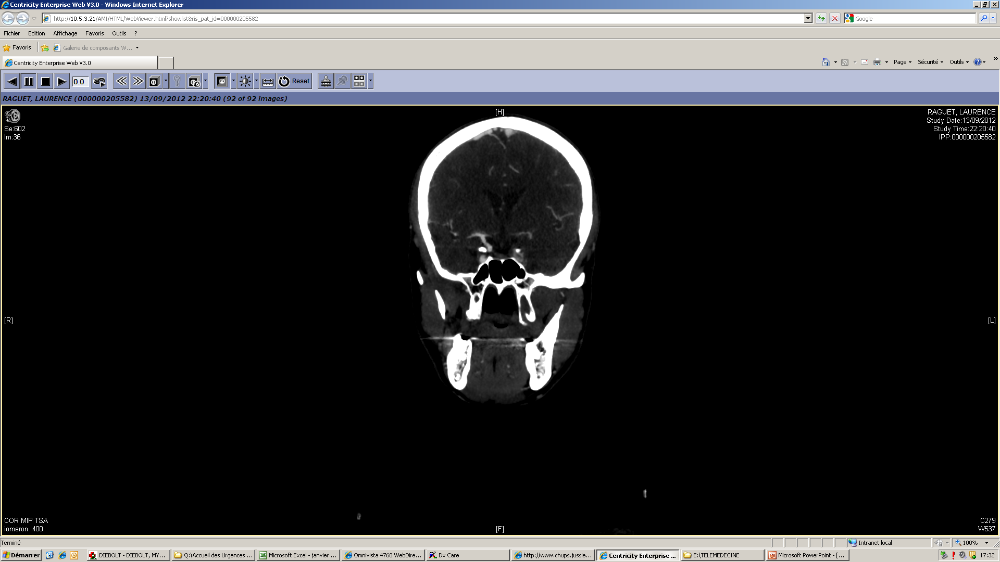 Centricity Enterprise Web V3.0 - Windows Internet Explorer
http://10.5.3.21/AMI/HTML/WebViewer.html?showlist&ris_pat_id=000000205582
Google
Fichier Edition Affichage Favoris Outils ?
Favoris Galerie de composants W...
Centricity Enterprise Web V3.0
Page Sécurité Outils
0.0 Reset
RAGUET, LAURENCE (000000205582) 13/09/2012 22:20:40 (92 of 92 images)
[H]
RAGUET, LAURENCE
Study Date:13/09/2012
Study Time:22:20:40
IPP:000000205582
Se:602
Im:36
[R]
[L]
COR MIP TSA
iomeron 400
[F]
C279
W537
Terminé
Intranet local
100%
Démarrer
DIEBOLT - DIEBOLT, MY...
Q:\Accueil des Urgences ...
Microsoft Excel - janvier ...
Omnivista 4760 WebDire...
Dx Care
http://www.chups.jussie...
Centricity Enterprise ...
E:\TELEMEDECINE
Microsoft PowerPoint - [...
17:32